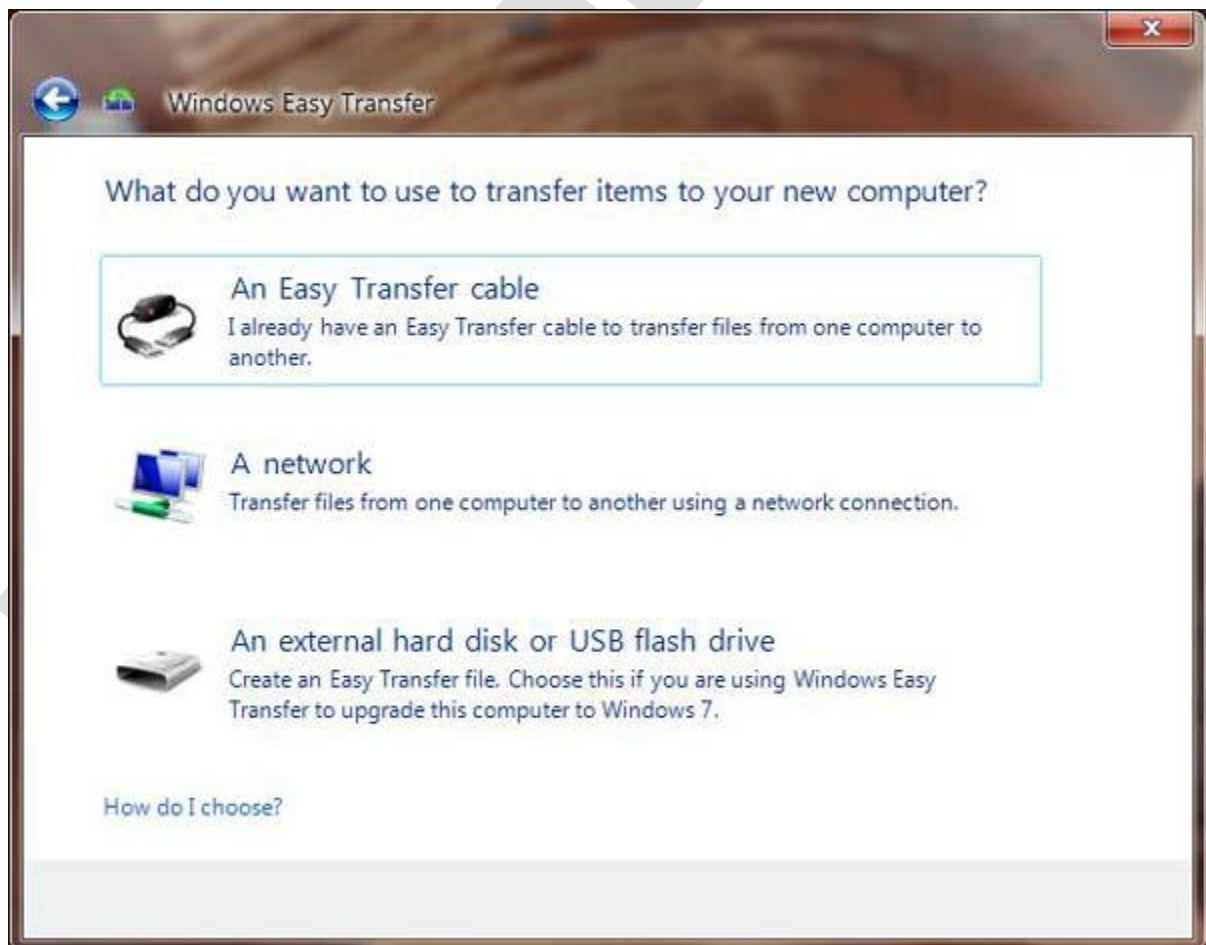 Windows Easy Transfer
What do you want to use to transfer items to your new computer?
An Easy Transfer cable
I already have an Easy Transfer cable to transfer files from one computer to
another.
A network
Transfer files from one computer to another using a network connection.
An external hard disk or USB flash drive
Create an Easy Transfer file. Choose this if you are using Windows Easy
Transfer to upgrade this computer to Windows 7.
How do I choose?